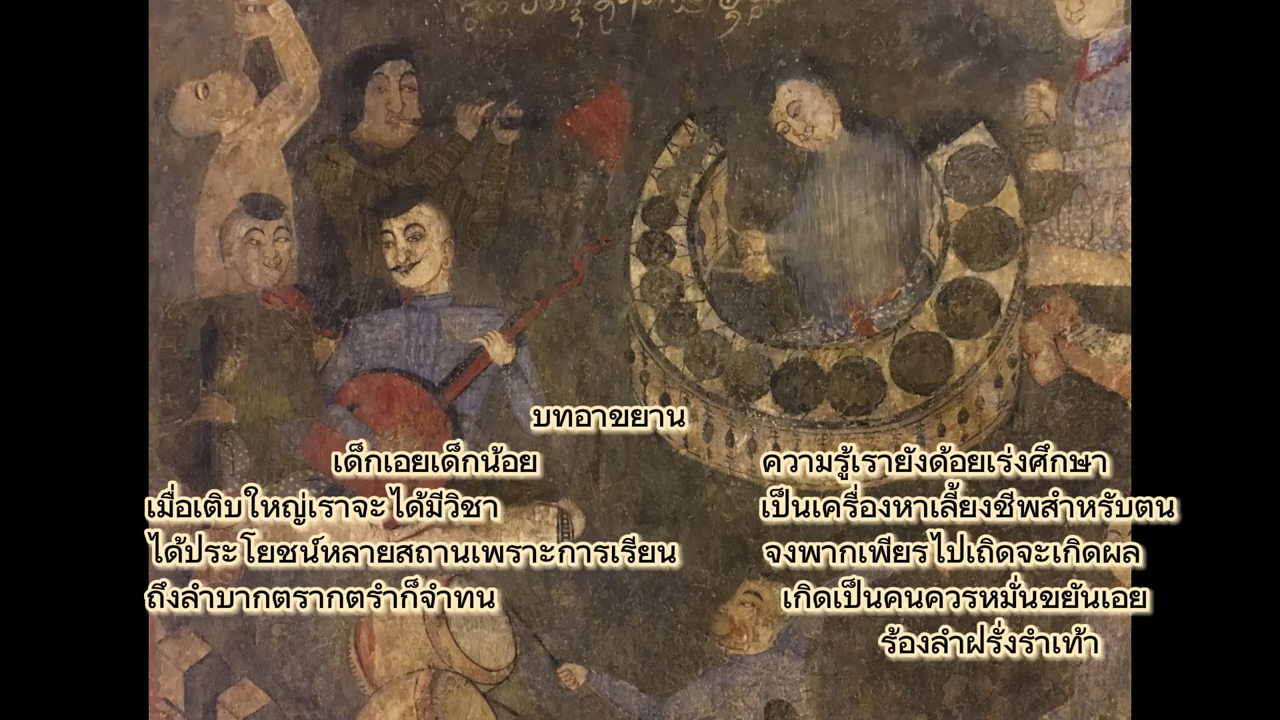 บทอาขยาน
เด็กเอยเด็กน้อย ความรู้เรายังด้อยเร่งศึกษา
เมื่อเติบใหญ่เราจะได้มีวิชา เป็นเครื่องหาเลี้ยงชีพสำหรับตน
ได้ประโยชน์หลายสถานเพราะการเรียน จงพากเพียรไปเถิดจะเกิดผล
ถึงลำบากตรากตรำก็จำทน เกิดเป็นคนควรหมั่นขยันเอย
ร้องลำฝรั่งรำเท้า